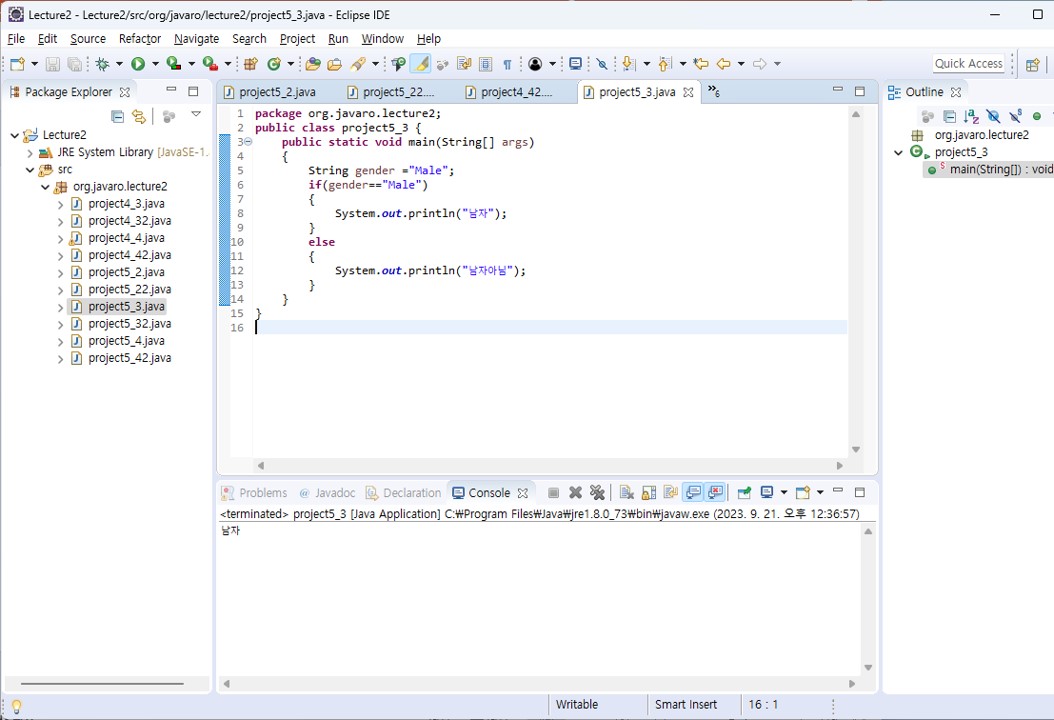 Lecture2 - Lecture2/src/org/javaro/lecture2/project5_3.java - Eclipse IDE
File Edit Source Refactor Navigate Search Project Run Window Help
Quick Access
Package Explorer
Lecture2
JRE System Library [JavaSE-1.
src
org.javaro.lecture2
project4_3.java
project4_32.java
project4_4.java
project4_42.java
project5_2.java
project5_22.java
project5_3.java
project5_32.java
project5_4.java
project5_42.java
project5_2.java project5_22.... project4_42.... project5_3.java »6
1 package org.javaro.lecture2;
2 public class project5_3 {
3 public static void main(String[] args)
4 {
5 String gender ="Male";
6 if(gender=="Male")
7 {
8 System.out.println("남자");
9 }
10 else
11 {
12 System.out.println("남자아님");
13 }
14 }
15 }
16
Outline
org.javaro.lecture2
project5_3
main(String[]) : void
Problems @ Javadoc Declaration Console
<terminated> project5_3 [Java Application] C:₩Program Files₩Java₩jre1.8.0_73₩bin₩javaw.exe (2023. 9. 21. 오후 12:36:57)
남자
Writable Smart Insert 16 : 1